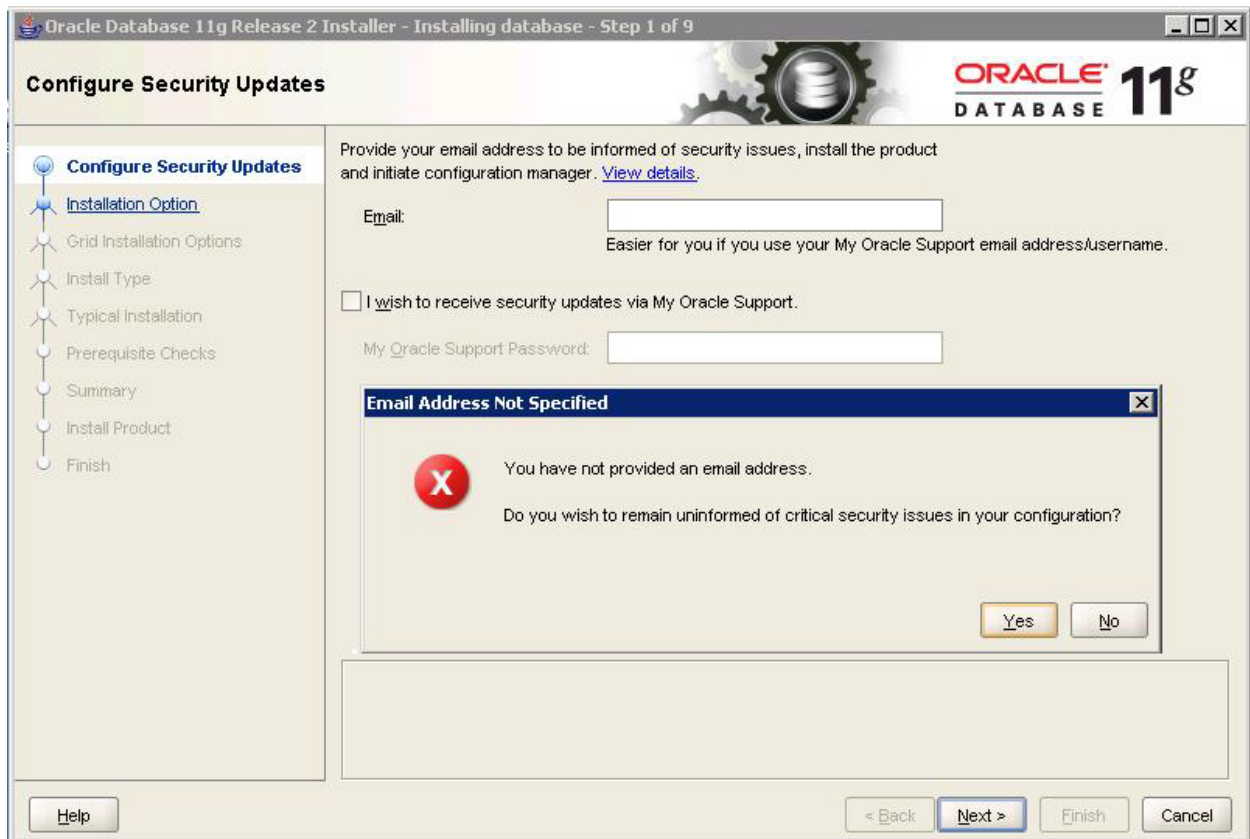 Oracle Database 11g Release 2 Installer - Installing database - Step 1 of 9
Configure Security Updates
ORACLE
DATABASE
11g
Configure Security Updates
Installation Option
Grid Installation Options
Install Type
Typical Installation
Prerequisite Checks
Summary
Install Product
Finish
Provide your email address to be informed of security issues, install the product
and initiate configuration manager. View details.
Email:
Easier for you if you use your My Oracle Support email address/username.
I wish to receive security updates via My Oracle Support.
My Oracle Support Password:
Email Address Not Specified
You have not provided an email address.
Do you wish to remain uninformed of critical security issues in your configuration?
Yes No
Help < Back Next > Finish Cancel